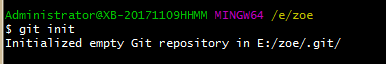 Administrator@XB-20171109HHMM MINGW64 /e/zoe
$ git init
Initialized empty Git repository in E:/zoe/.git/